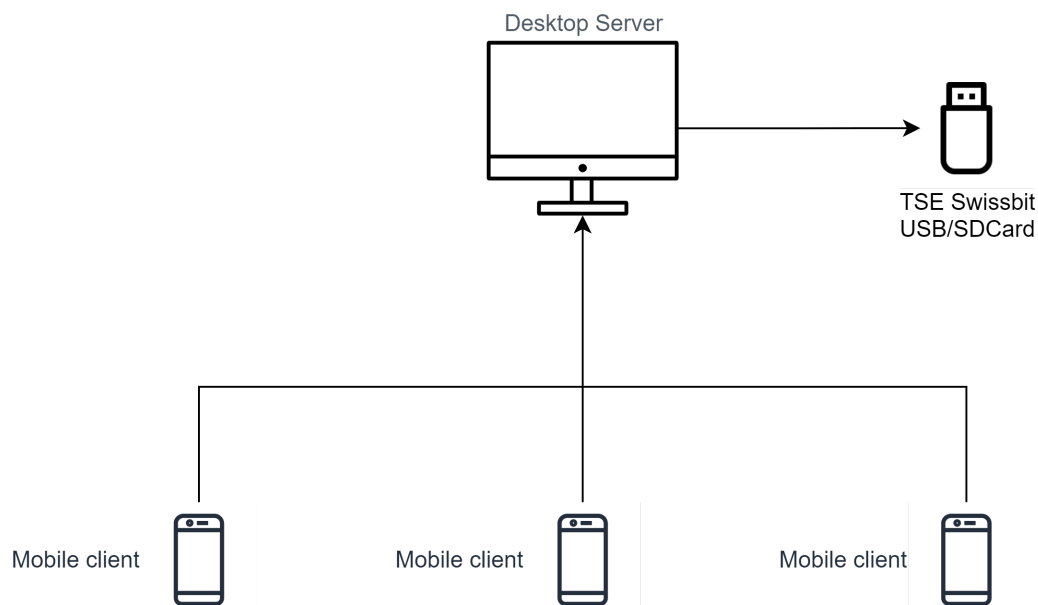 Desktop Server
TSE Swissbit
USB/SDCard
Mobile client
Mobile client
Mobile client